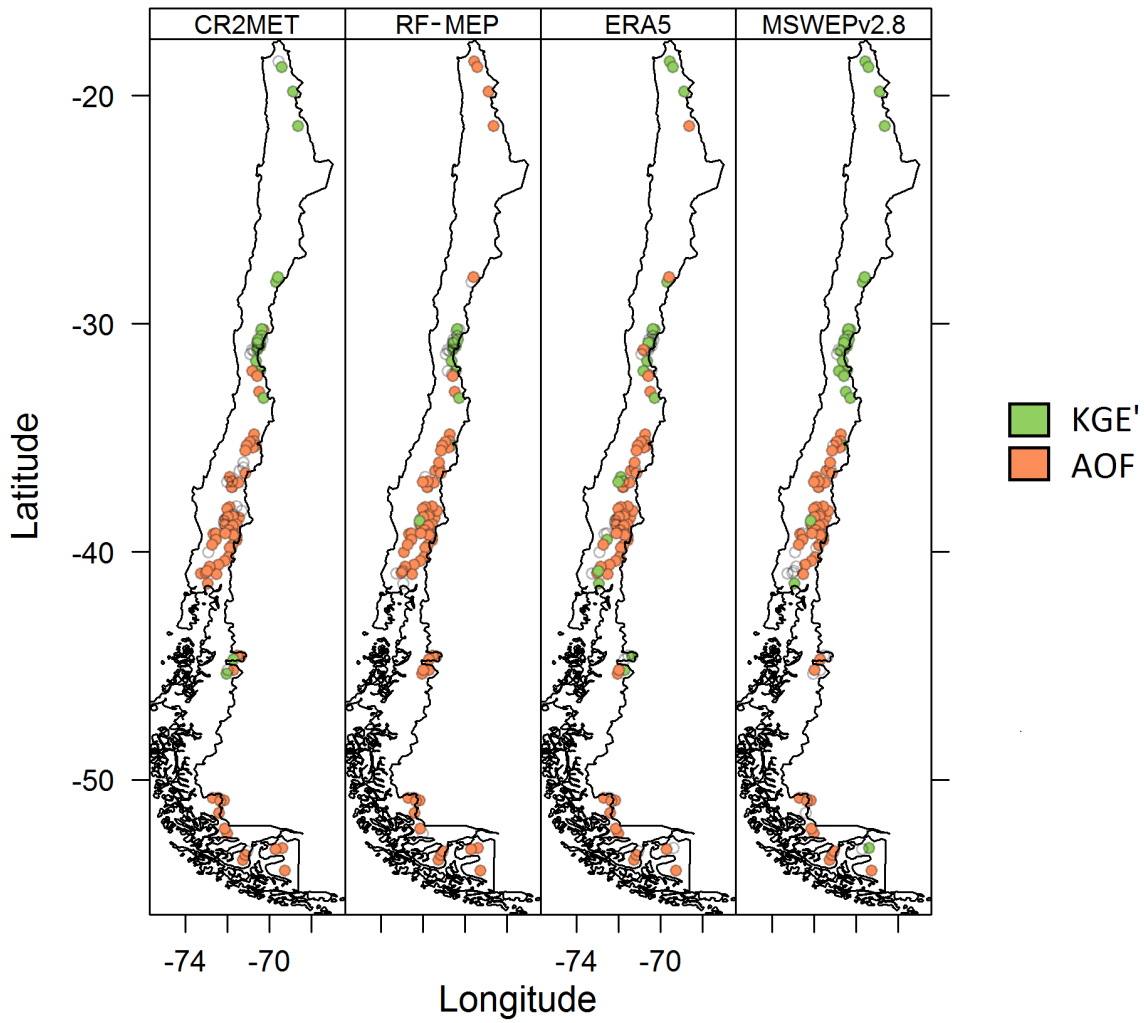 CR2MET RF-MEP ERA5 MSWEPv2.8
-20
-30
-40
-50
Latitude
KGE'
AOF
-74 -70 -74 -70
Longitude